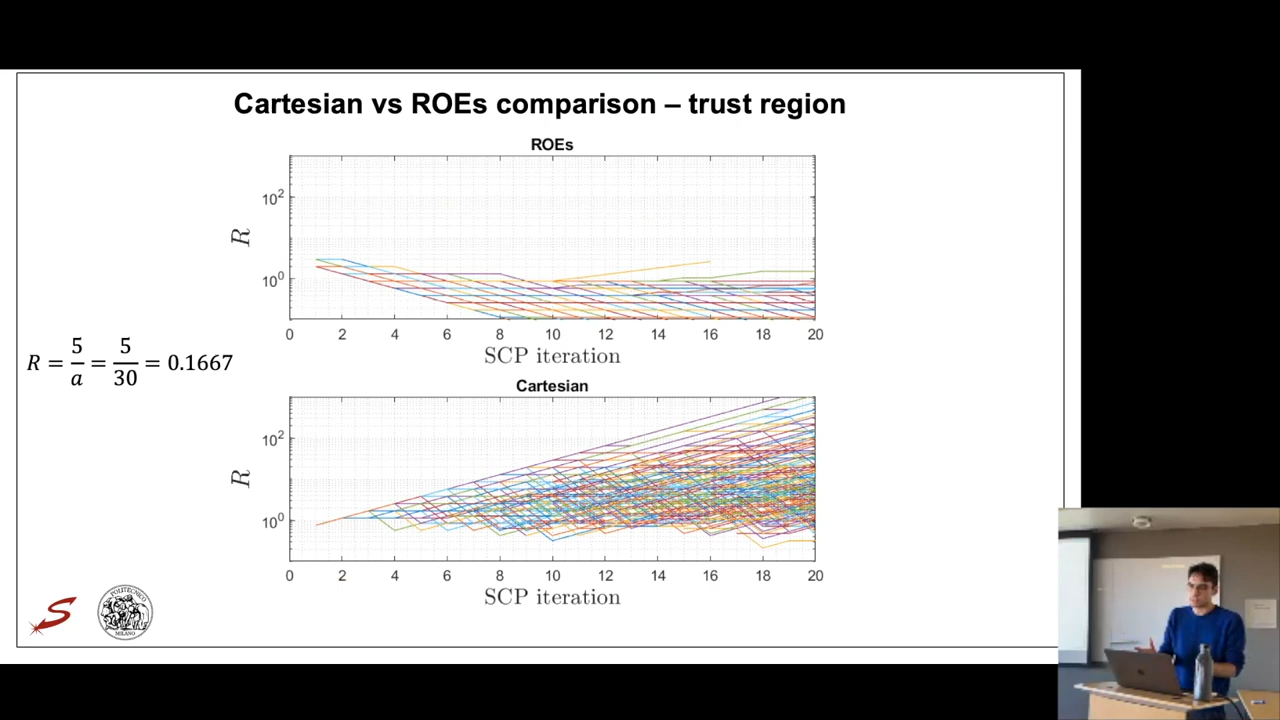 Cartesian vs ROEs comparison – trust region
ROEs
R
10²
10⁰
0 2 4 6 8 10 12 14 16 18 20
SCP iteration
R = 5/a = 5/30 = 0.1667
Cartesian
R
10²
10⁰
0 2 4 6 8 10 12 14 16 18 20
SCP iteration
S
POLITECNICO
MILANO